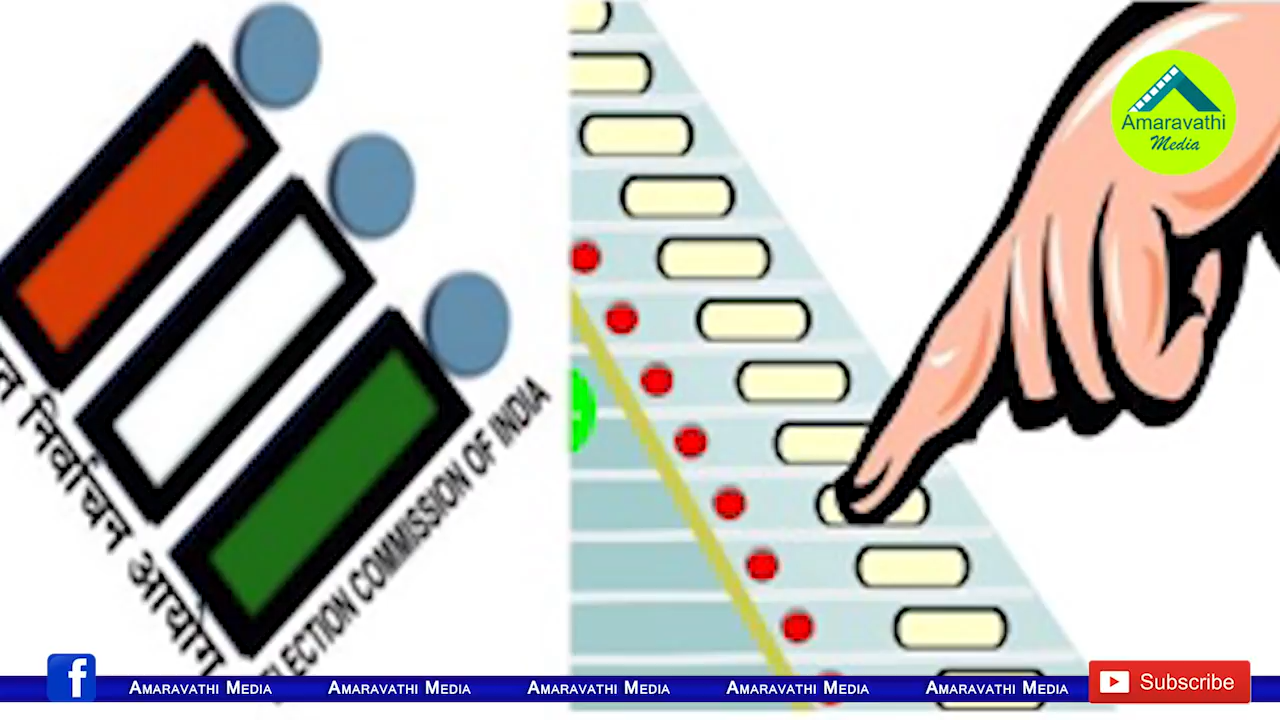 निर्वाचन आयोग
ELECTION COMMISSION OF INDIA
Amaravathi
Media
f
Amaravathi Media
Amaravathi Media
Amaravathi Media
Amaravathi Media
Amaravathi Media
Subscribe